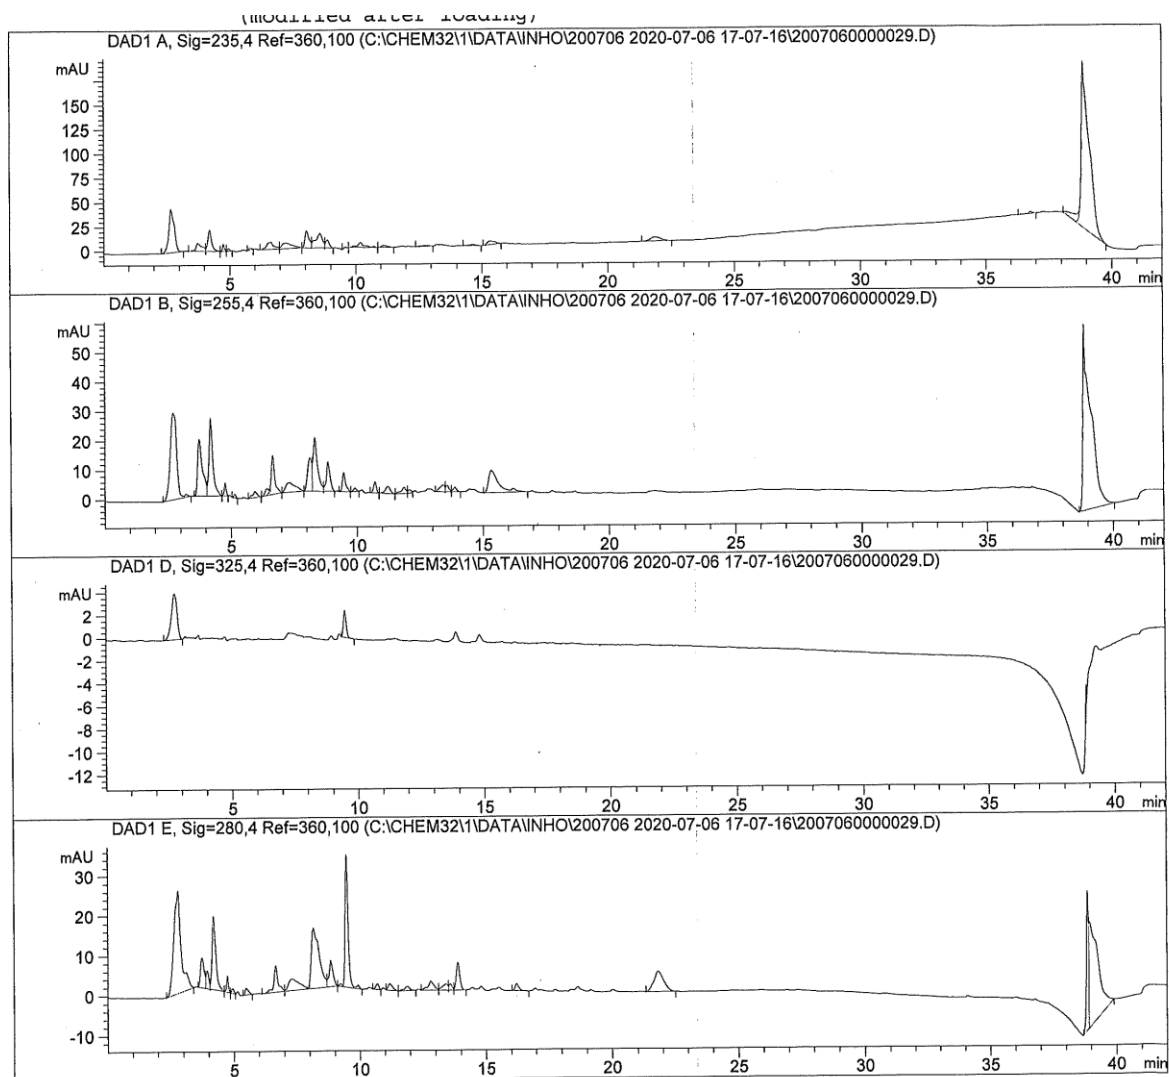 (modified after loading)
DAD1 A, Sig=235,4 Ref=360,100 (C:\CHEM32\1\DATA\INHO\200706 2020-07-06 17-07-16\2007060000029.D)
mAU
150
125
100
75
50
25
0
5 10 15 20 25 30 35 40 min
DAD1 B, Sig=255,4 Ref=360,100 (C:\CHEM32\1\DATA\INHO\200706 2020-07-06 17-07-16\2007060000029.D)
mAU
50
40
30
20
10
0
5 10 15 20 25 30 35 40 min
DAD1 D, Sig=325,4 Ref=360,100 (C:\CHEM32\1\DATA\INHO\200706 2020-07-06 17-07-16\2007060000029.D)
mAU
2
0
-2
-4
-6
-8
-10
-12
5 10 15 20 25 30 35 40 min
DAD1 E, Sig=280,4 Ref=360,100 (C:\CHEM32\1\DATA\INHO\200706 2020-07-06 17-07-16\2007060000029.D)
mAU
30
20
10
0
-10
5 10 15 20 25 30 35 40 min